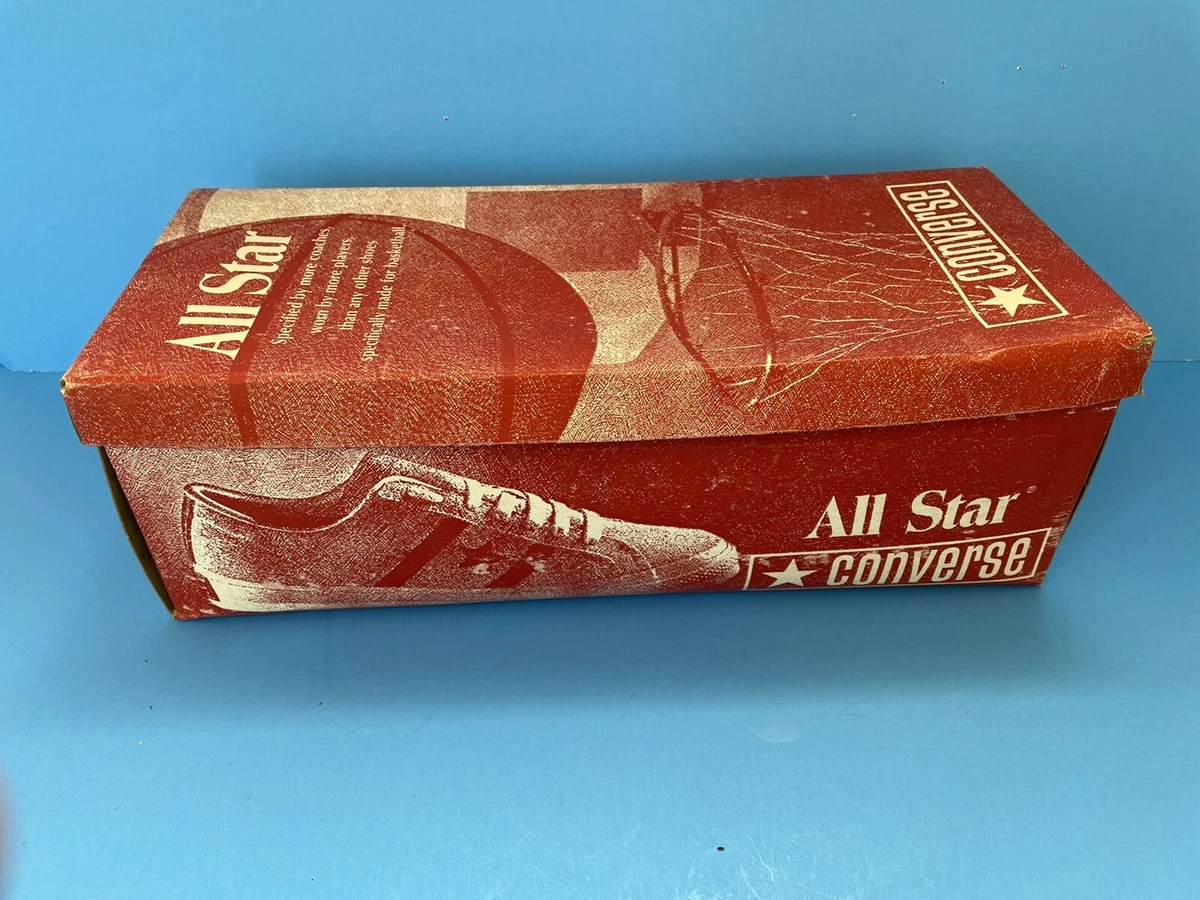 All Star
Specified by more coaches
worn by more players
than any other shoes
specifically made for basketball.
converse
All Star®
converse